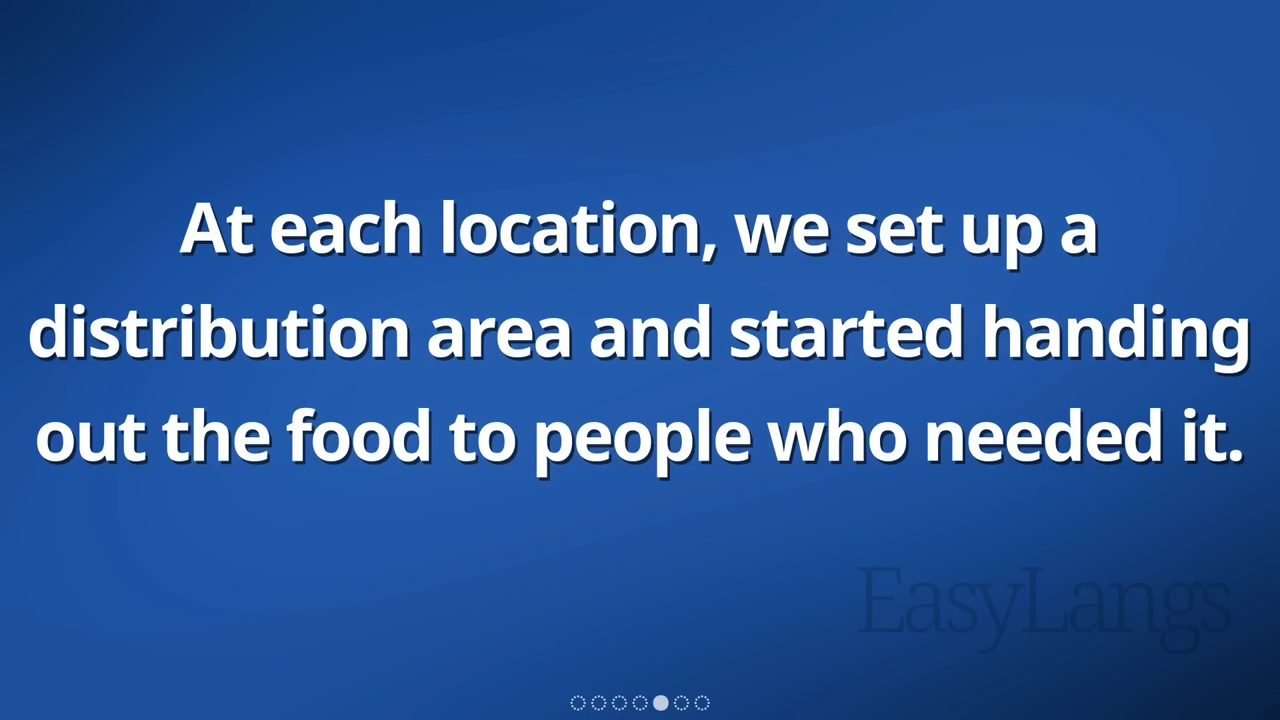 At each location, we set up a
distribution area and started handing
out the food to people who needed it.
EasyLangs